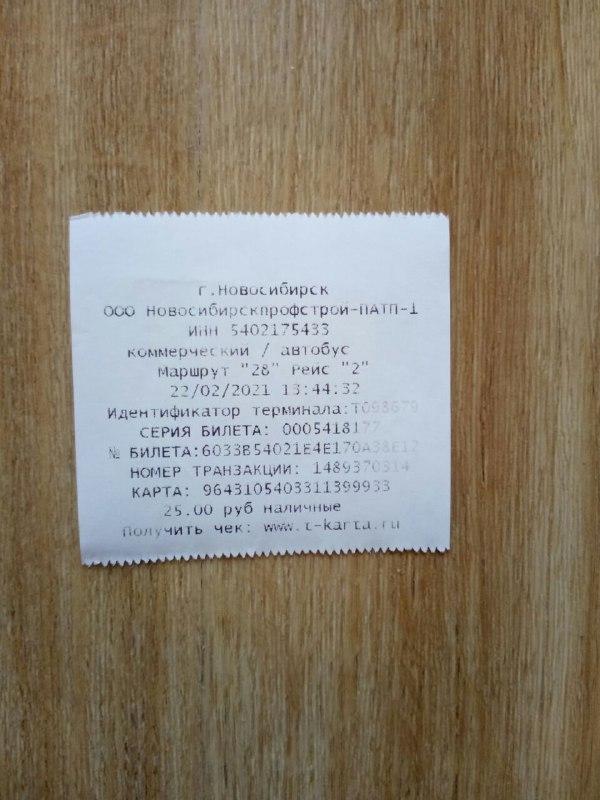 г.Новосибирск
ООО Новосибирскпрофстрой-ПАТП-1
ИНН 5402175433
коммерческий / автобус
Маршрут "28" Рейс "2"
22/02/2021 13:44:32
Идентификатор терминала:
СЕРИЯ БИЛЕТА: 0005418177
№ БИЛЕТА:
НОМЕР ТРАНЗАКЦИИ: 1489370314
КАРТА: 9643105403311399933
25.00 руб наличные
Получить чек: www.t-karta.ru